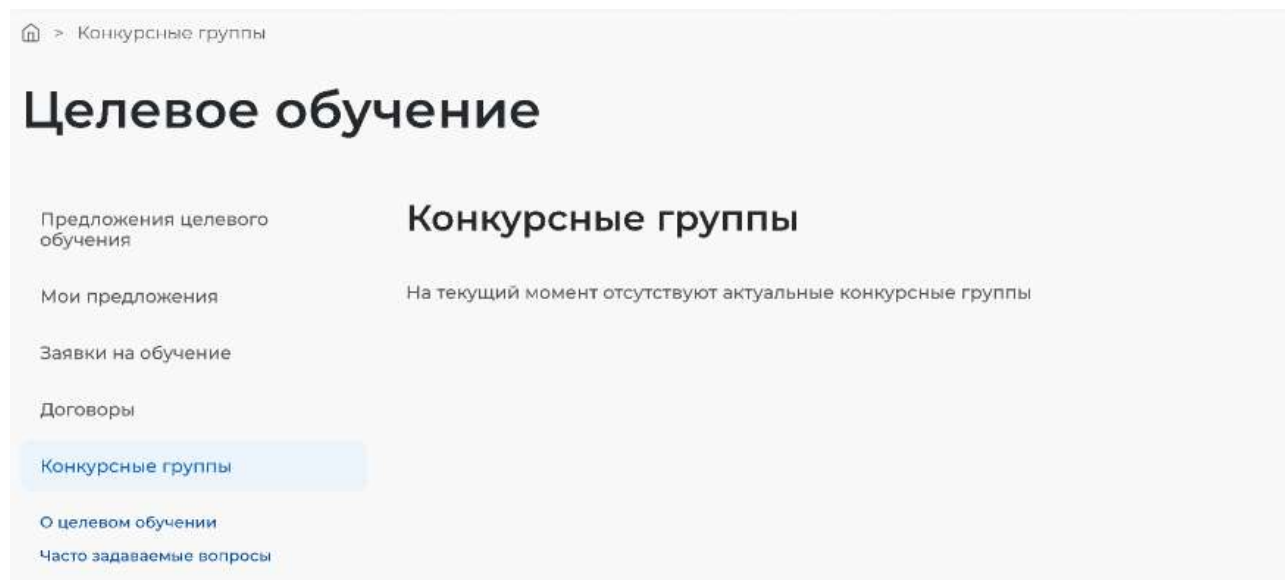 > Конкурсные группы
Целевое обучение
Предложения целевого
обучения
Мои предложения
Заявки на обучение
Договоры
Конкурсные группы
О целевом обучении
Часто задаваемые вопросы
Конкурсные группы
На текущий момент отсутствуют актуальные конкурсные группы